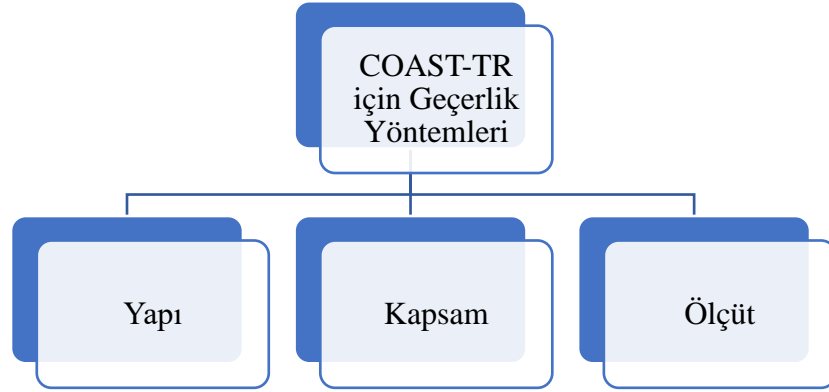 COAST-TR
için Geçerlik
Yöntemleri
Yapı
Kapsam
Ölçüt